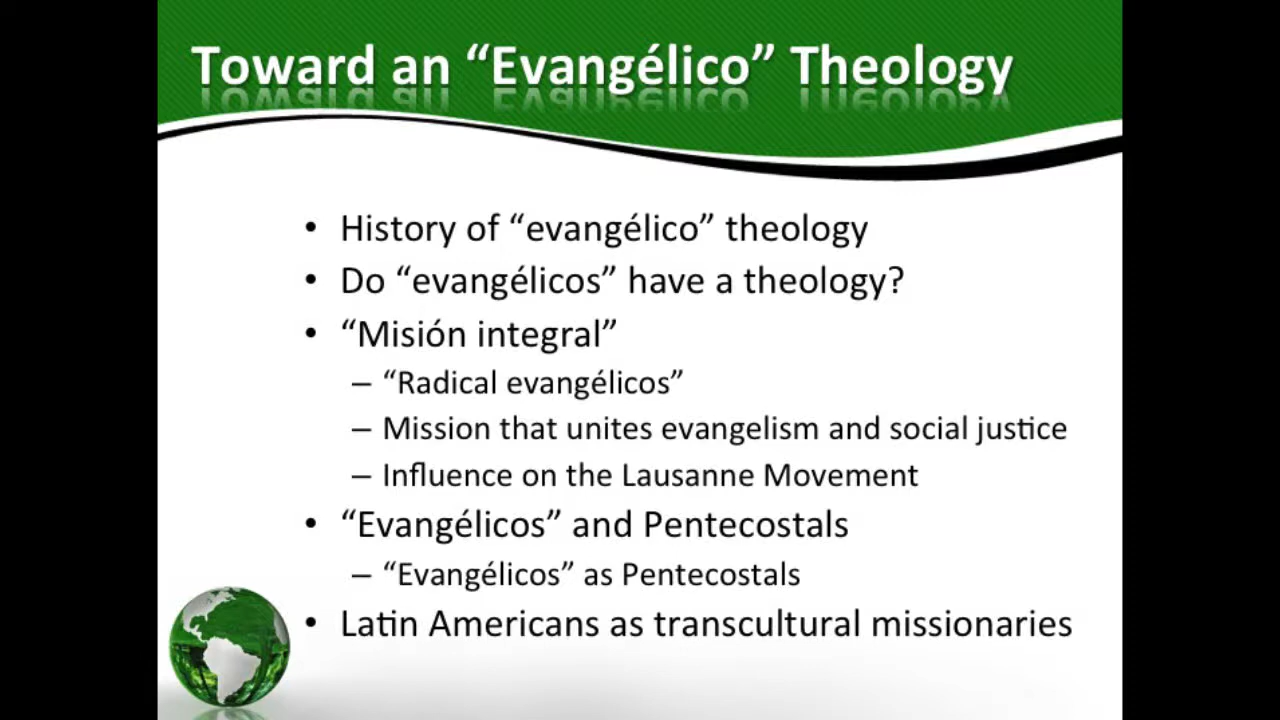 Toward an “Evangélico” Theology
• History of “evangélico” theology
• Do “evangélicos” have a theology?
• “Misión integral”
– “Radical evangélicos”
– Mission that unites evangelism and social justice
– Influence on the Lausanne Movement
• “Evangélicos” and Pentecostals
– “Evangélicos” as Pentecostals
• Latin Americans as transcultural missionaries